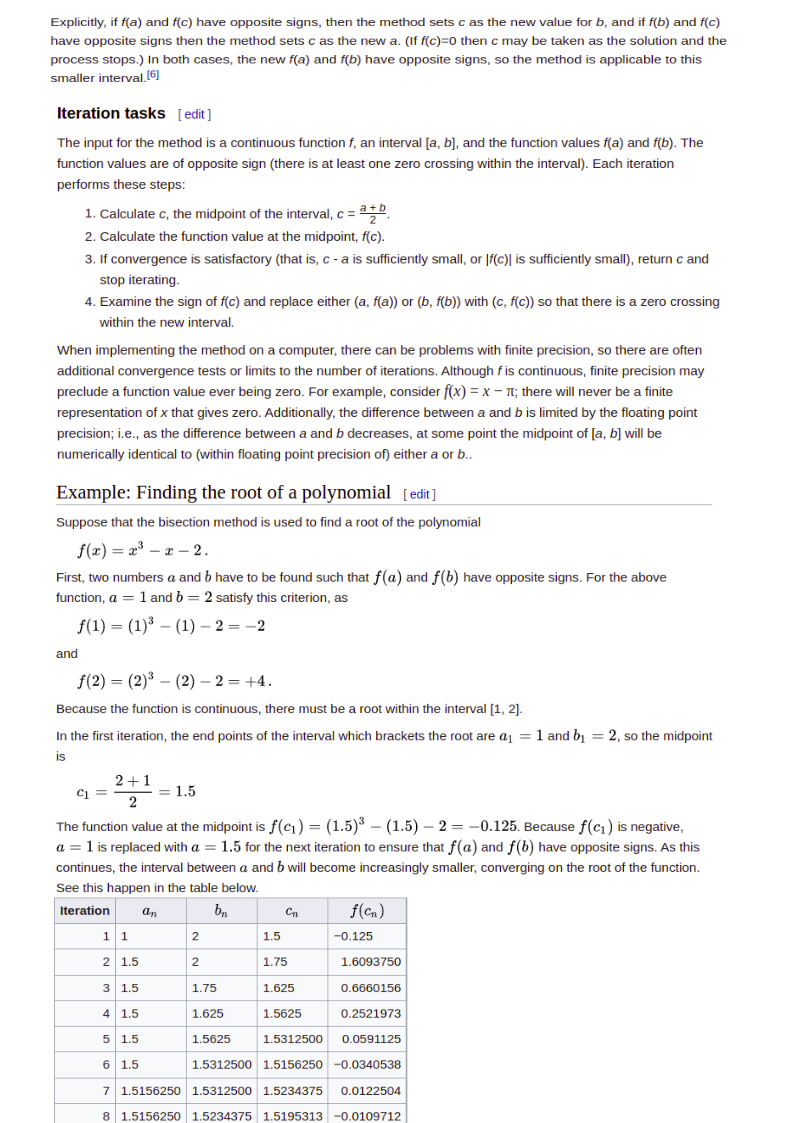 Explicitly, if f(a) and f(c) have opposite signs, then the method sets c as the new value for b, and if f(b) and f(c)
have opposite signs then the method sets c as the new a. (If f(c)=0 then c may be taken as the solution and the
process stops.) In both cases, the new f(a) and f(b) have opposite signs, so the method is applicable to this
smaller interval.[6]
Iteration tasks [ edit ]
The input for the method is a continuous function f, an interval [a, b], and the function values f(a) and f(b). The
function values are of opposite sign (there is at least one zero crossing within the interval). Each iteration
performs these steps:
1. Calculate c, the midpoint of the interval, c = a + b / 2.
2. Calculate the function value at the midpoint, f(c).
3. If convergence is satisfactory (that is, c - a is sufficiently small, or |f(c)| is sufficiently small), return c and
stop iterating.
4. Examine the sign of f(c) and replace either (a, f(a)) or (b, f(b)) with (c, f(c)) so that there is a zero crossing
within the new interval.
When implementing the method on a computer, there can be problems with finite precision, so there are often
additional convergence tests or limits to the number of iterations. Although f is continuous, finite precision may
preclude a function value ever being zero. For example, consider f(x) = x − π; there will never be a finite
representation of x that gives zero. Additionally, the difference between a and b is limited by the floating point
precision; i.e., as the difference between a and b decreases, at some point the midpoint of [a, b] will be
numerically identical to (within floating point precision of) either a or b..
Example: Finding the root of a polynomial [ edit ]
Suppose that the bisection method is used to find a root of the polynomial
f(x) = x³ − x − 2 .
First, two numbers a and b have to be found such that f(a) and f(b) have opposite signs. For the above
function, a = 1 and b = 2 satisfy this criterion, as
f(1) = (1)³ − (1) − 2 = −2
and
f(2) = (2)³ − (2) − 2 = +4 .
Because the function is continuous, there must be a root within the interval [1, 2].
In the first iteration, the end points of the interval which brackets the root are a₁ = 1 and b₁ = 2, so the midpoint
is
c₁ = 2 + 1 / 2 = 1.5
The function value at the midpoint is f(c₁) = (1.5)³ − (1.5) − 2 = −0.125. Because f(c₁) is negative,
a = 1 is replaced with a = 1.5 for the next iteration to ensure that f(a) and f(b) have opposite signs. As this
continues, the interval between a and b will become increasingly smaller, converging on the root of the function.
See this happen in the table below.
Iteration aₙ bₙ cₙ f(cₙ)
1 1 2 1.5 −0.125
2 1.5 2 1.75 1.6093750
3 1.5 1.75 1.625 0.6660156
4 1.5 1.625 1.5625 0.2521973
5 1.5 1.5625 1.5312500 0.0591125
6 1.5 1.5312500 1.5156250 −0.0340538
7 1.5156250 1.5312500 1.5234375 0.0122504
8 1.5156250 1.5234375 1.5195313 −0.0109712